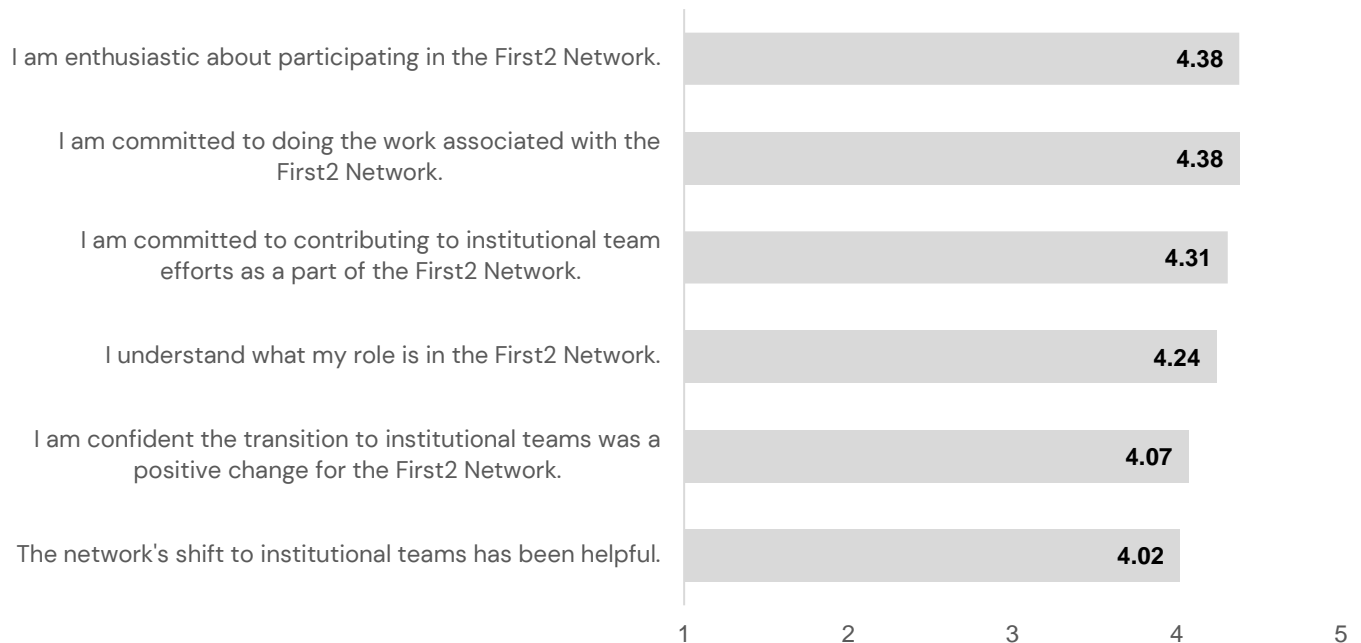 I am enthusiastic about participating in the First2 Network.
4.38
I am committed to doing the work associated with the
First2 Network.
4.38
I am committed to contributing to institutional team
efforts as a part of the First2 Network.
4.31
I understand what my role is in the First2 Network.
4.24
I am confident the transition to institutional teams was a
positive change for the First2 Network.
4.07
The network's shift to institutional teams has been helpful.
4.02
1 2 3 4 5